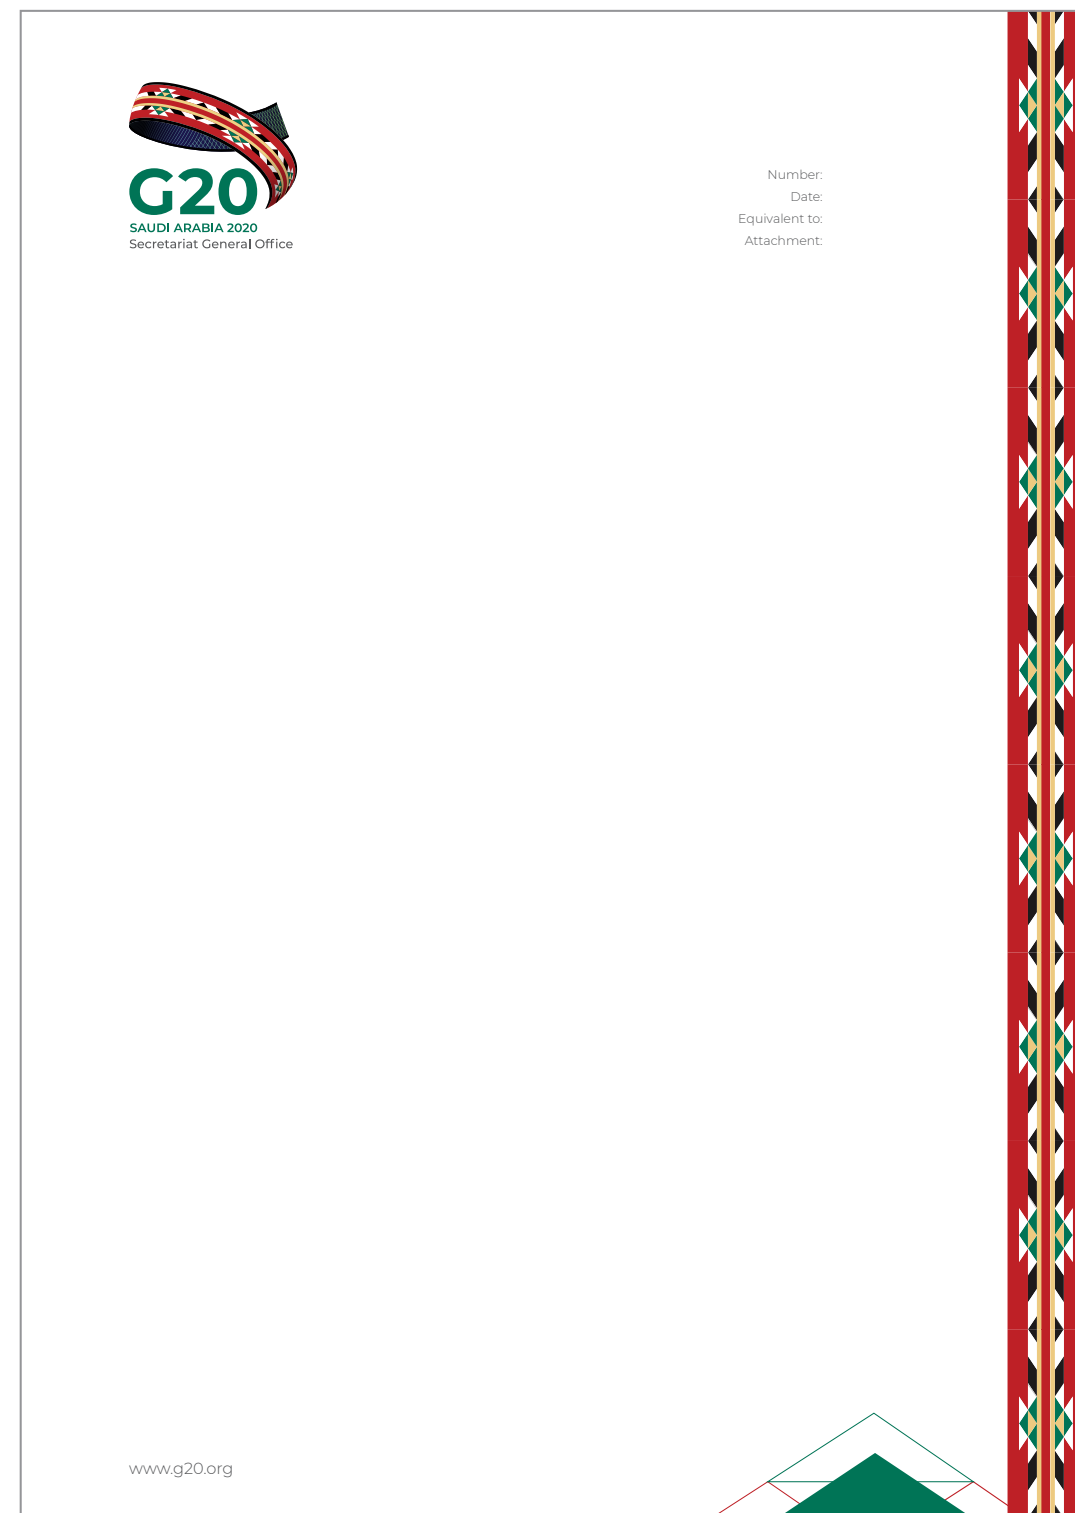 G20
SAUDI ARABIA 2020
Secretariat General Office
Number:
Date:
Equivalent to:
Attachment:
www.g20.org